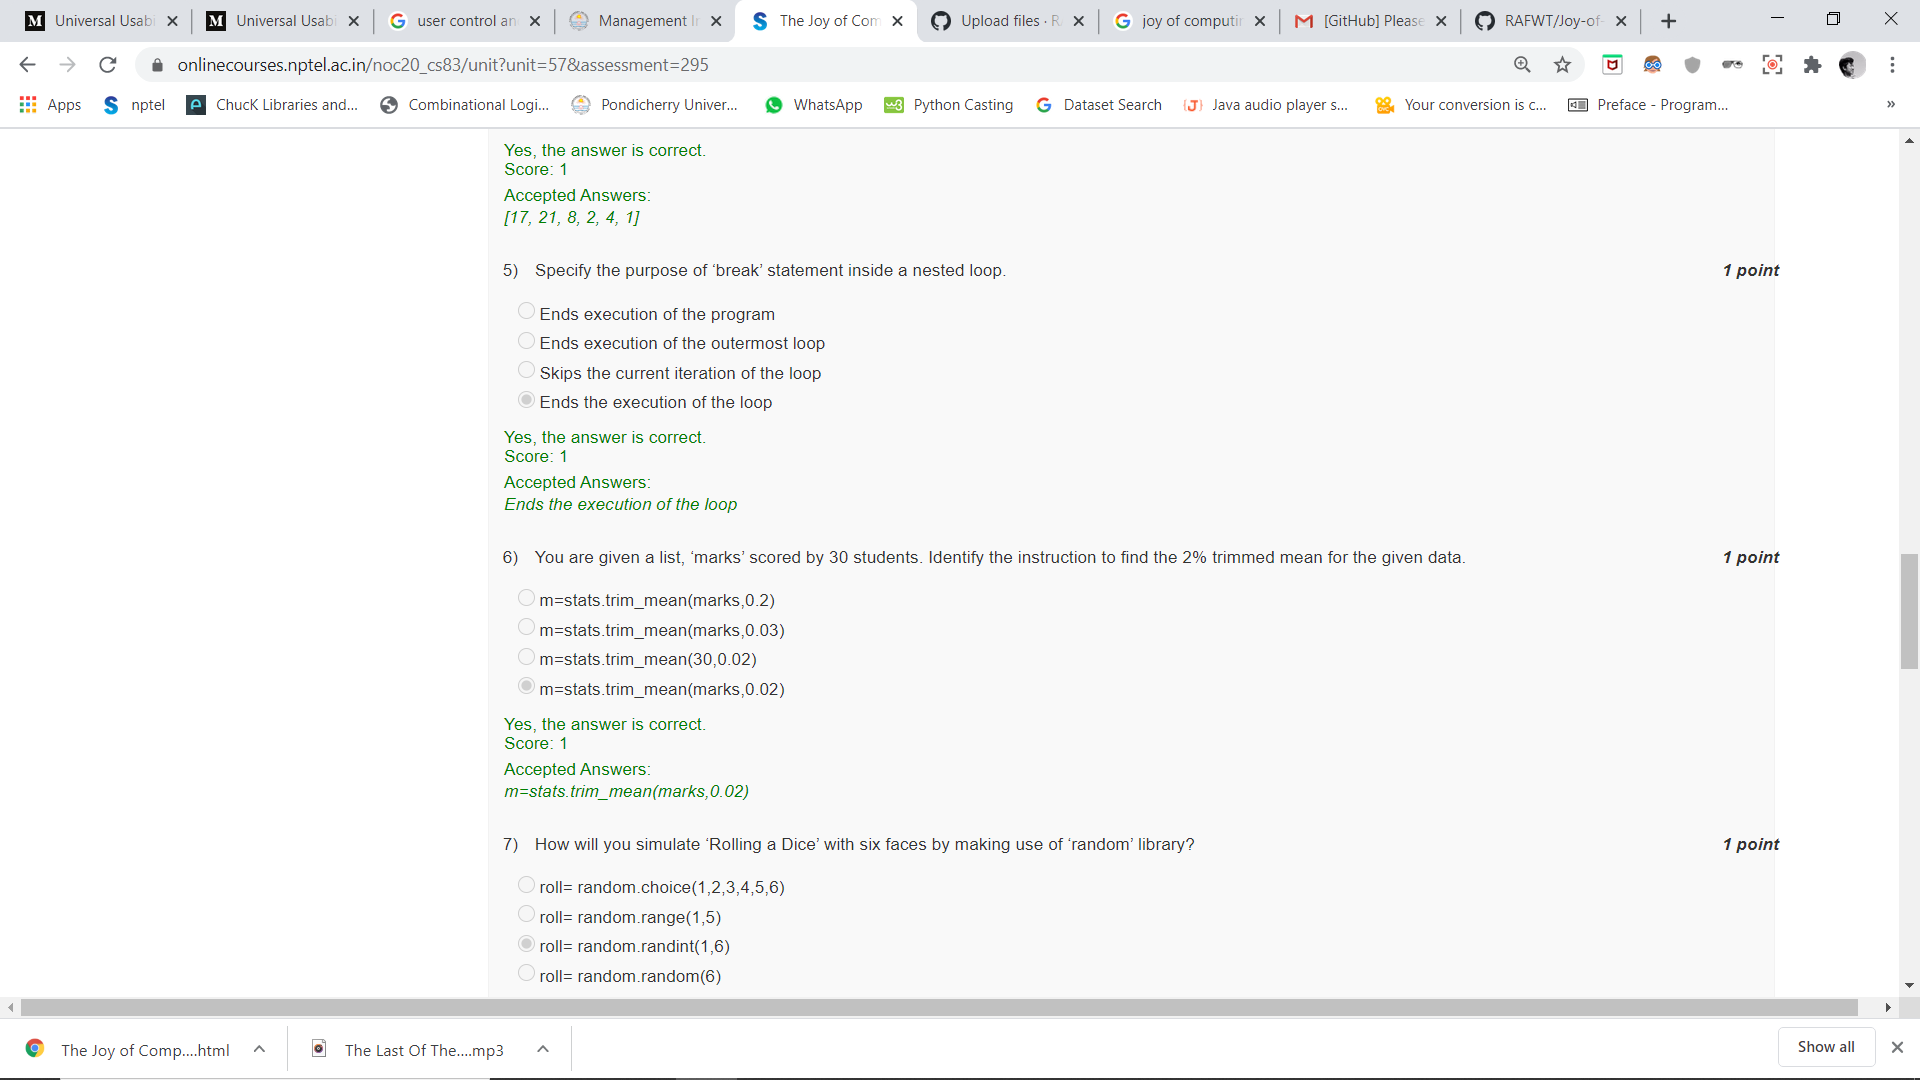 Universal Usabi
Universal Usabi
user control an
Management I
The Joy of Com
Upload files · R
joy of computin
[GitHub] Please
RAFWT/Joy-of-
onlinecourses.nptel.ac.in/noc20_cs83/unit?unit=57&assessment=295
Apps
nptel
ChucK Libraries and...
Combinational Logi...
Pondicherry Univer...
WhatsApp
Python Casting
Dataset Search
Java audio player s...
Your conversion is c...
Preface - Program...
»
Yes, the answer is correct.
Score: 1
Accepted Answers:
[17, 21, 8, 2, 4, 1]
5) Specify the purpose of ‘break’ statement inside a nested loop. 1 point
Ends execution of the program
Ends execution of the outermost loop
Skips the current iteration of the loop
Ends the execution of the loop
Yes, the answer is correct.
Score: 1
Accepted Answers:
Ends the execution of the loop
6) You are given a list, ‘marks’ scored by 30 students. Identify the instruction to find the 2% trimmed mean for the given data. 1 point
m=stats.trim_mean(marks,0.2)
m=stats.trim_mean(marks,0.03)
m=stats.trim_mean(30,0.02)
m=stats.trim_mean(marks,0.02)
Yes, the answer is correct.
Score: 1
Accepted Answers:
m=stats.trim_mean(marks,0.02)
7) How will you simulate ‘Rolling a Dice’ with six faces by making use of ‘random’ library? 1 point
roll= random.choice(1,2,3,4,5,6)
roll= random.range(1,5)
roll= random.randint(1,6)
roll= random.random(6)
The Joy of Comp....html
The Last Of The....mp3
Show all